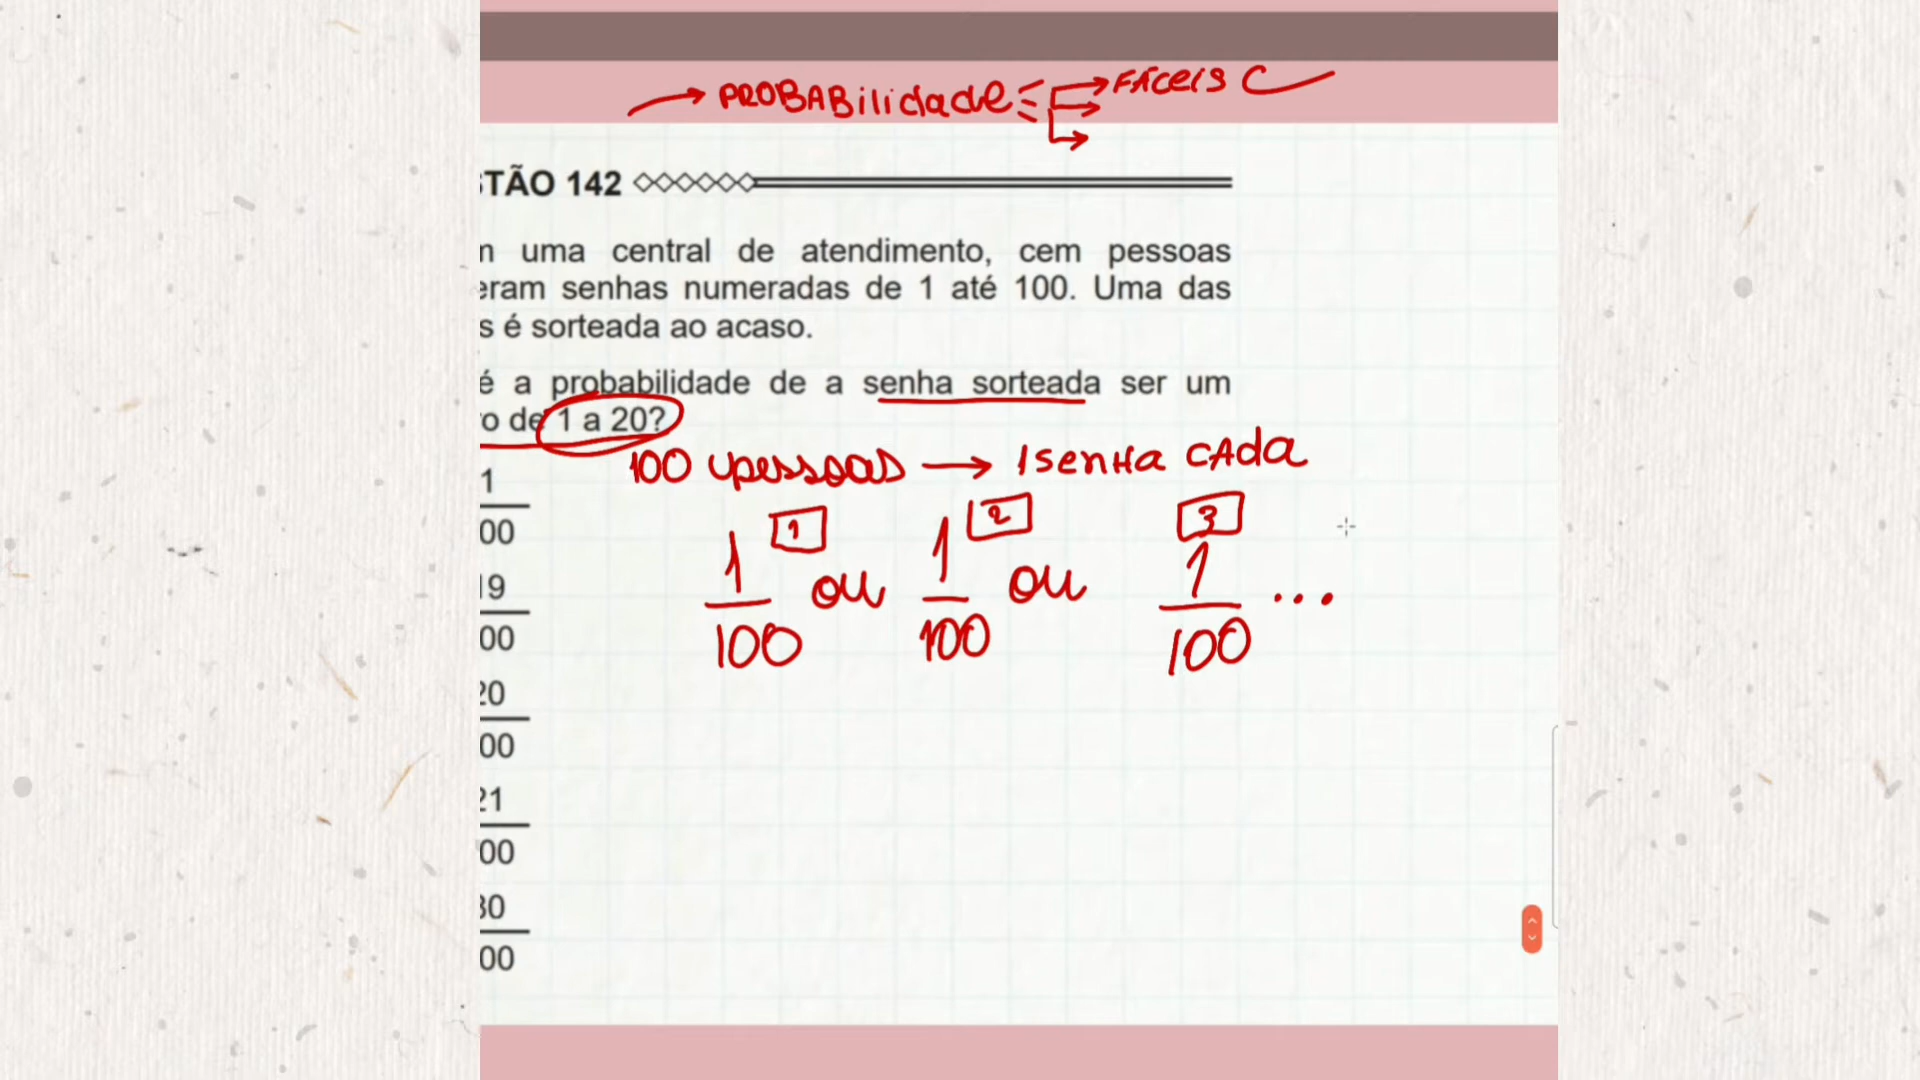 PROBABilidade FÁCEIS
TÃO 142
uma central de atendimento, cem pessoas
eram senhas numeradas de 1 até 100. Uma das
s é sorteada ao acaso.
é a probabilidade de a senha sorteada ser um
o de 1 a 20?
100 pessoas → 1 senHa CAda
1
00
1 2 3
1 ou 1 ou 1 ...
100 100 100
19
00
20
00
21
00
30
00